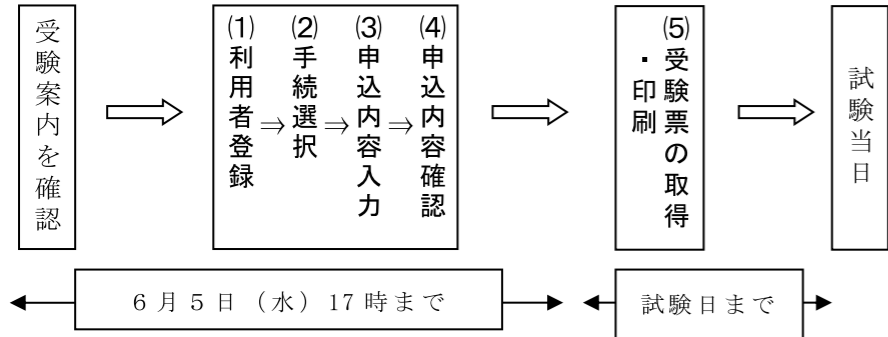 受験案内を確認
⑴利用者登録
⇒
⑵手続選択
⇒
⑶申込内容入力
⇒
⑷申込内容確認
⑸受験票の取得
・印刷
試験当日
6月5日(水)17時まで
試験日まで